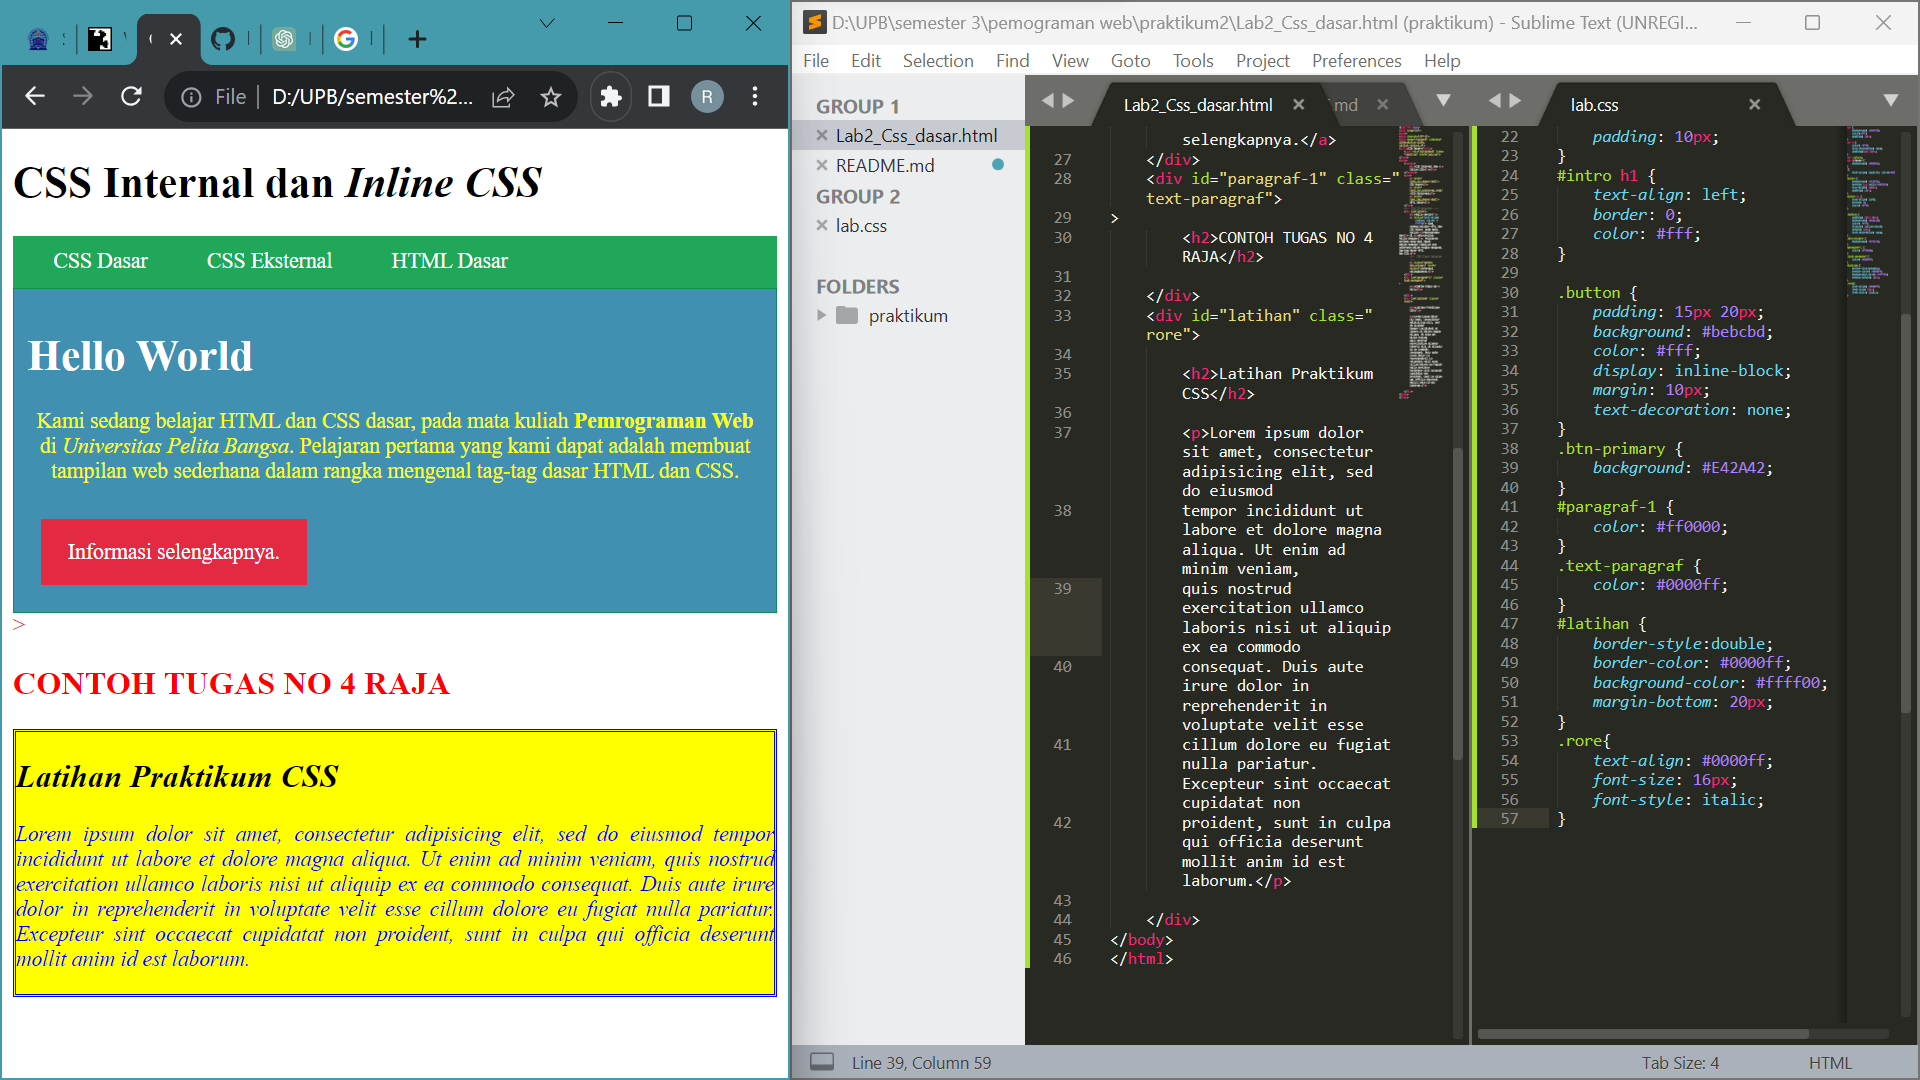 File D:/UPB/semester%2...
R
CSS Internal dan Inline CSS
CSS Dasar CSS Eksternal HTML Dasar
Hello World
Kami sedang belajar HTML dan CSS dasar, pada mata kuliah Pemrograman Web
di Universitas Pelita Bangsa. Pelajaran pertama yang kami dapat adalah membuat
tampilan web sederhana dalam rangka mengenal tag-tag dasar HTML dan CSS.
Informasi selengkapnya.
>
CONTOH TUGAS NO 4 RAJA
Latihan Praktikum CSS
Lorem ipsum dolor sit amet, consectetur adipisicing elit, sed do eiusmod tempor
incididunt ut labore et dolore magna aliqua. Ut enim ad minim veniam, quis nostrud
exercitation ullamco laboris nisi ut aliquip ex ea commodo consequat. Duis aute irure
dolor in reprehenderit in voluptate velit esse cillum dolore eu fugiat nulla pariatur.
Excepteur sint occaecat cupidatat non proident, sunt in culpa qui officia deserunt
mollit anim id est laborum.
D:\UPB\semester 3\pemograman web\praktikum2\Lab2_Css_dasar.html (praktikum) - Sublime Text (UNREGI...
File Edit Selection Find View Goto Tools Project Preferences Help
GROUP 1
Lab2_Css_dasar.html
README.md
GROUP 2
lab.css
FOLDERS
praktikum
Lab2_Css_dasar.html .md
selengkapnya.</a>
27 </div>
28 <div id="paragraf-1" class="
text-paragraf">
29 >
30 <h2>CONTOH TUGAS NO 4
RAJA</h2>
31
32 </div>
33 <div id="latihan" class="
rore">
34
35 <h2>Latihan Praktikum
CSS</h2>
36
37 <p>Lorem ipsum dolor
sit amet, consectetur
adipisicing elit, sed
do eiusmod
38 tempor incididunt ut
labore et dolore magna
aliqua. Ut enim ad
minim veniam,
39 quis nostrud
exercitation ullamco
laboris nisi ut aliquip
ex ea commodo
40 consequat. Duis aute
irure dolor in
reprehenderit in
voluptate velit esse
41 cillum dolore eu fugiat
nulla pariatur.
Excepteur sint occaecat
cupidatat non
42 proident, sunt in culpa
qui officia deserunt
mollit anim id est
laborum.</p>
43
44 </div>
45 </body>
46 </html>
lab.css
22 padding: 10px;
23 }
24 #intro h1 {
25 text-align: left;
26 border: 0;
27 color: #fff;
28 }
29
30 .button {
31 padding: 15px 20px;
32 background: #bebcbd;
33 color: #fff;
34 display: inline-block;
35 margin: 10px;
36 text-decoration: none;
37 }
38 .btn-primary {
39 background: #E42A42;
40 }
41 #paragraf-1 {
42 color: #ff0000;
43 }
44 .text-paragraf {
45 color: #0000ff;
46 }
47 #latihan {
48 border-style:double;
49 border-color: #0000ff;
50 background-color: #ffff00;
51 margin-bottom: 20px;
52 }
53 .rore{
54 text-align: #0000ff;
55 font-size: 16px;
56 font-style: italic;
57 }
Line 39, Column 59 Tab Size: 4 HTML